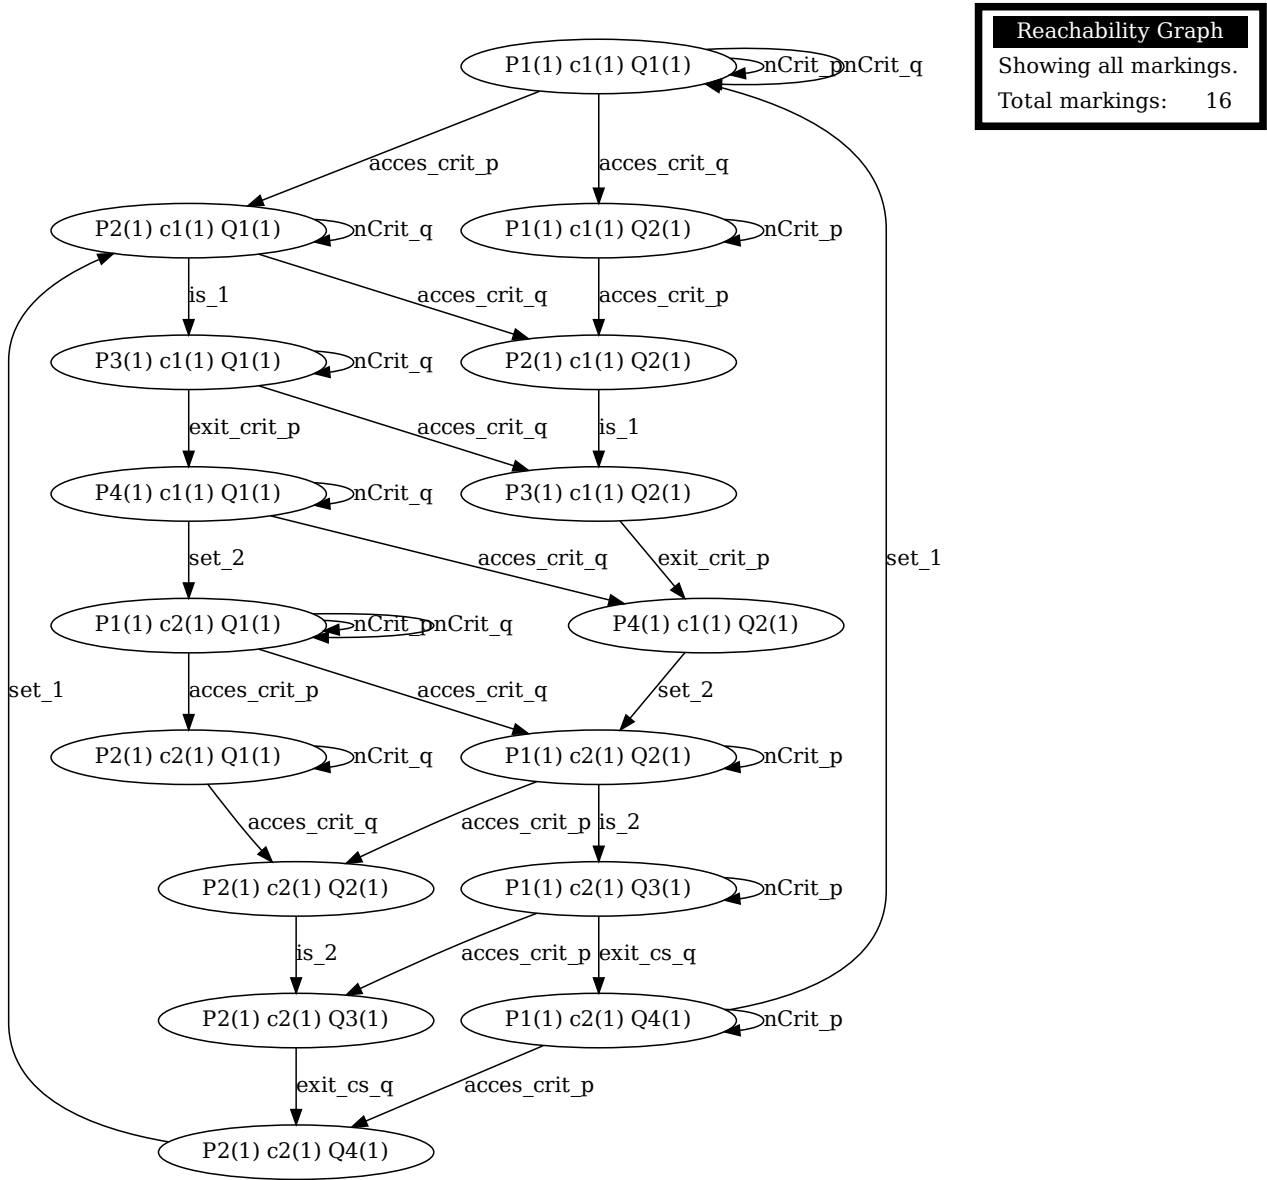 Reachability Graph
Showing all markings.
Total markings: 16
P1(1) c1(1) Q1(1)
nCrit_p
nCrit_q
acces_crit_p
acces_crit_q
P2(1) c1(1) Q1(1)
nCrit_q
P1(1) c1(1) Q2(1)
nCrit_p
is_1
acces_crit_q
acces_crit_p
P3(1) c1(1) Q1(1)
nCrit_q
P2(1) c1(1) Q2(1)
exit_crit_p
acces_crit_q
is_1
P4(1) c1(1) Q1(1)
nCrit_q
P3(1) c1(1) Q2(1)
set_2
acces_crit_q
exit_crit_p
set_1
P1(1) c2(1) Q1(1)
nCrit_p
nCrit_q
P4(1) c1(1) Q2(1)
set_1
acces_crit_p
acces_crit_q
set_2
P2(1) c2(1) Q1(1)
nCrit_q
P1(1) c2(1) Q2(1)
nCrit_p
acces_crit_q
acces_crit_p
is_2
P2(1) c2(1) Q2(1)
P1(1) c2(1) Q3(1)
nCrit_p
is_2
acces_crit_p
exit_cs_q
P2(1) c2(1) Q3(1)
P1(1) c2(1) Q4(1)
nCrit_p
exit_cs_q
acces_crit_p
P2(1) c2(1) Q4(1)